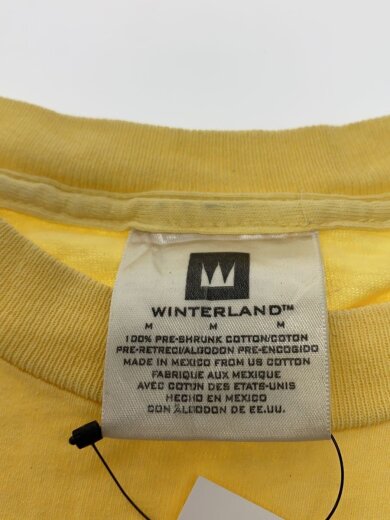 WINTERLAND™
M M M
100% PRE-SHRUNK COTTON/COTON
PRE-RETRECI/ALGODON PRE-ENCOGIDO
MADE IN MEXICO FROM US COTTON
FABRIQUE AUX MEXIQUE
AVEC COTUN DES ETATS-UNIS
HECHO EN MEXICO
CON ALGODON DE EE.UU.